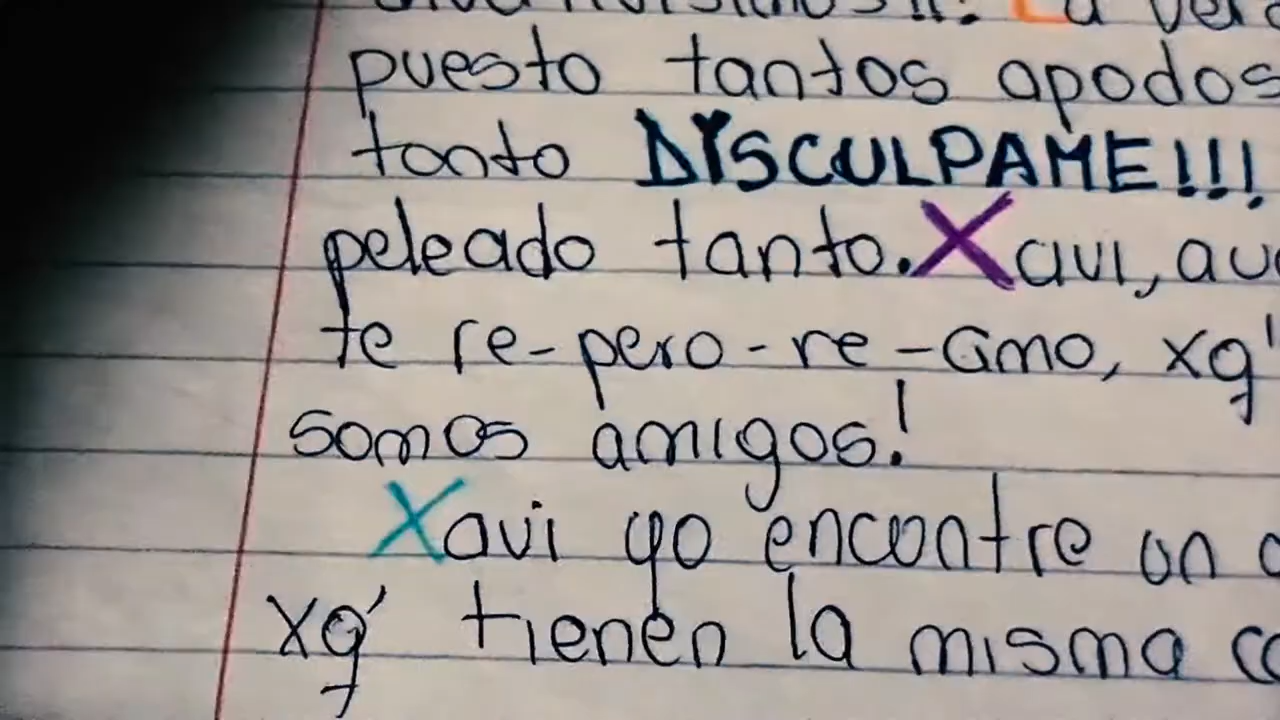 puesto tantos apodos
tanto DISCULPAME!!!
peleado tanto. Xavi,
te re-pero-re-amo, xq'
somos amigos!
Xavi yo encontre un
xq' tienen la misma